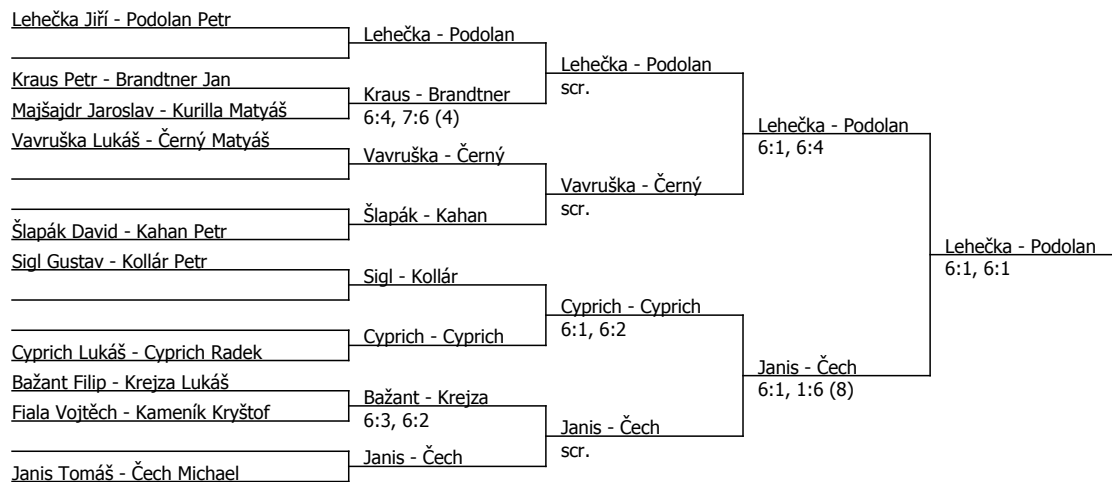 Lehečka Jiří - Podolan Petr
Lehečka - Podolan
Lehečka - Podolan
scr.
Kraus Petr - Brandtner Jan
Kraus - Brandtner
6:4, 7:6 (4)
Majšajdr Jaroslav - Kurilla Matyáš
Lehečka - Podolan
6:1, 6:4
Vavruška Lukáš - Černý Matyáš
Vavruška - Černý
Vavruška - Černý
scr.
Šlapák - Kahan
Šlapák David - Kahan Petr
Lehečka - Podolan
6:1, 6:1
Sigl Gustav - Kollár Petr
Sigl - Kollár
Cyprich - Cyprich
6:1, 6:2
Cyprich - Cyprich
Cyprich Lukáš - Cyprich Radek
Janis - Čech
6:1, 1:6 (8)
Bažant Filip - Krejza Lukáš
Bažant - Krejza
6:3, 6:2
Fiala Vojtěch - Kameník Kryštof
Janis - Čech
scr.
Janis - Čech
Janis Tomáš - Čech Michael